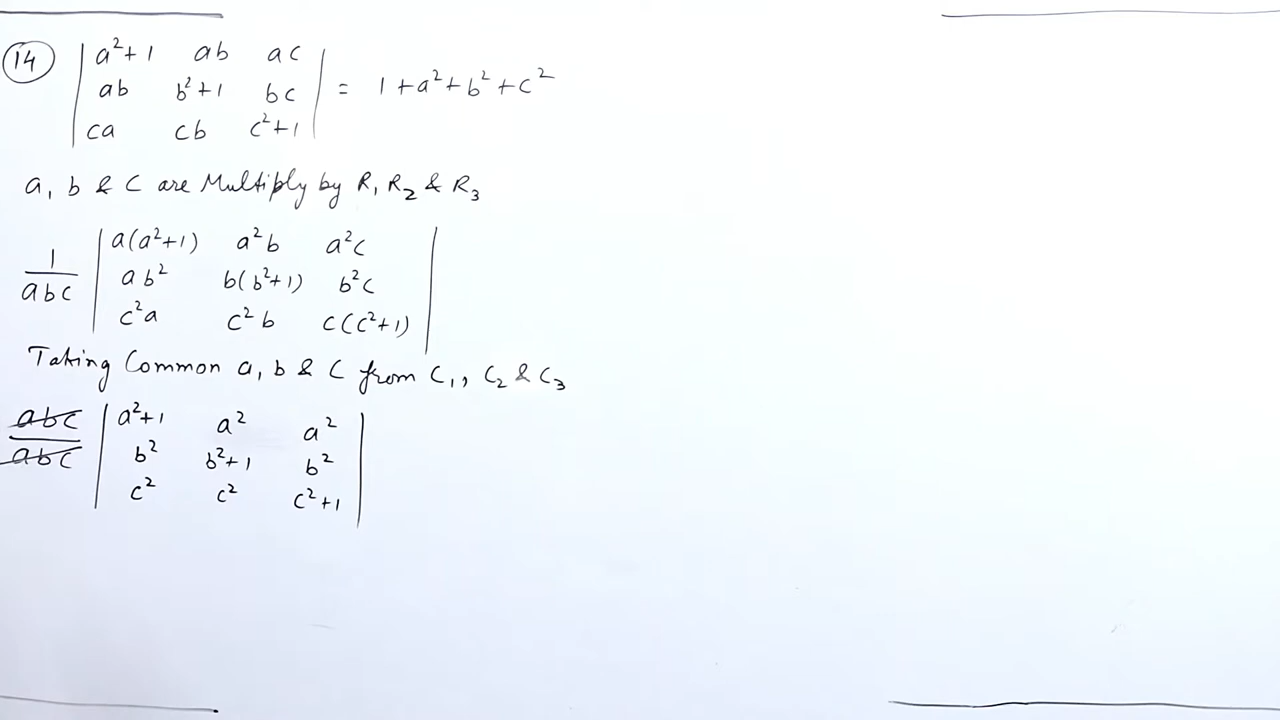 14 | a²+1 ab ac |
| ab b²+1 bc | = 1+a²+b²+c²
| ca cb c²+1 |
a, b & c are Multiply by R₁ R₂ & R₃
1/abc | a(a²+1) a²b a²c |
| ab² b(b²+1) b²c |
| c²a c²b c(c²+1) |
Taking Common a, b & c from C₁, C₂ & C₃
abc/abc | a²+1 a² a² |
| b² b²+1 b² |
| c² c² c²+1 |